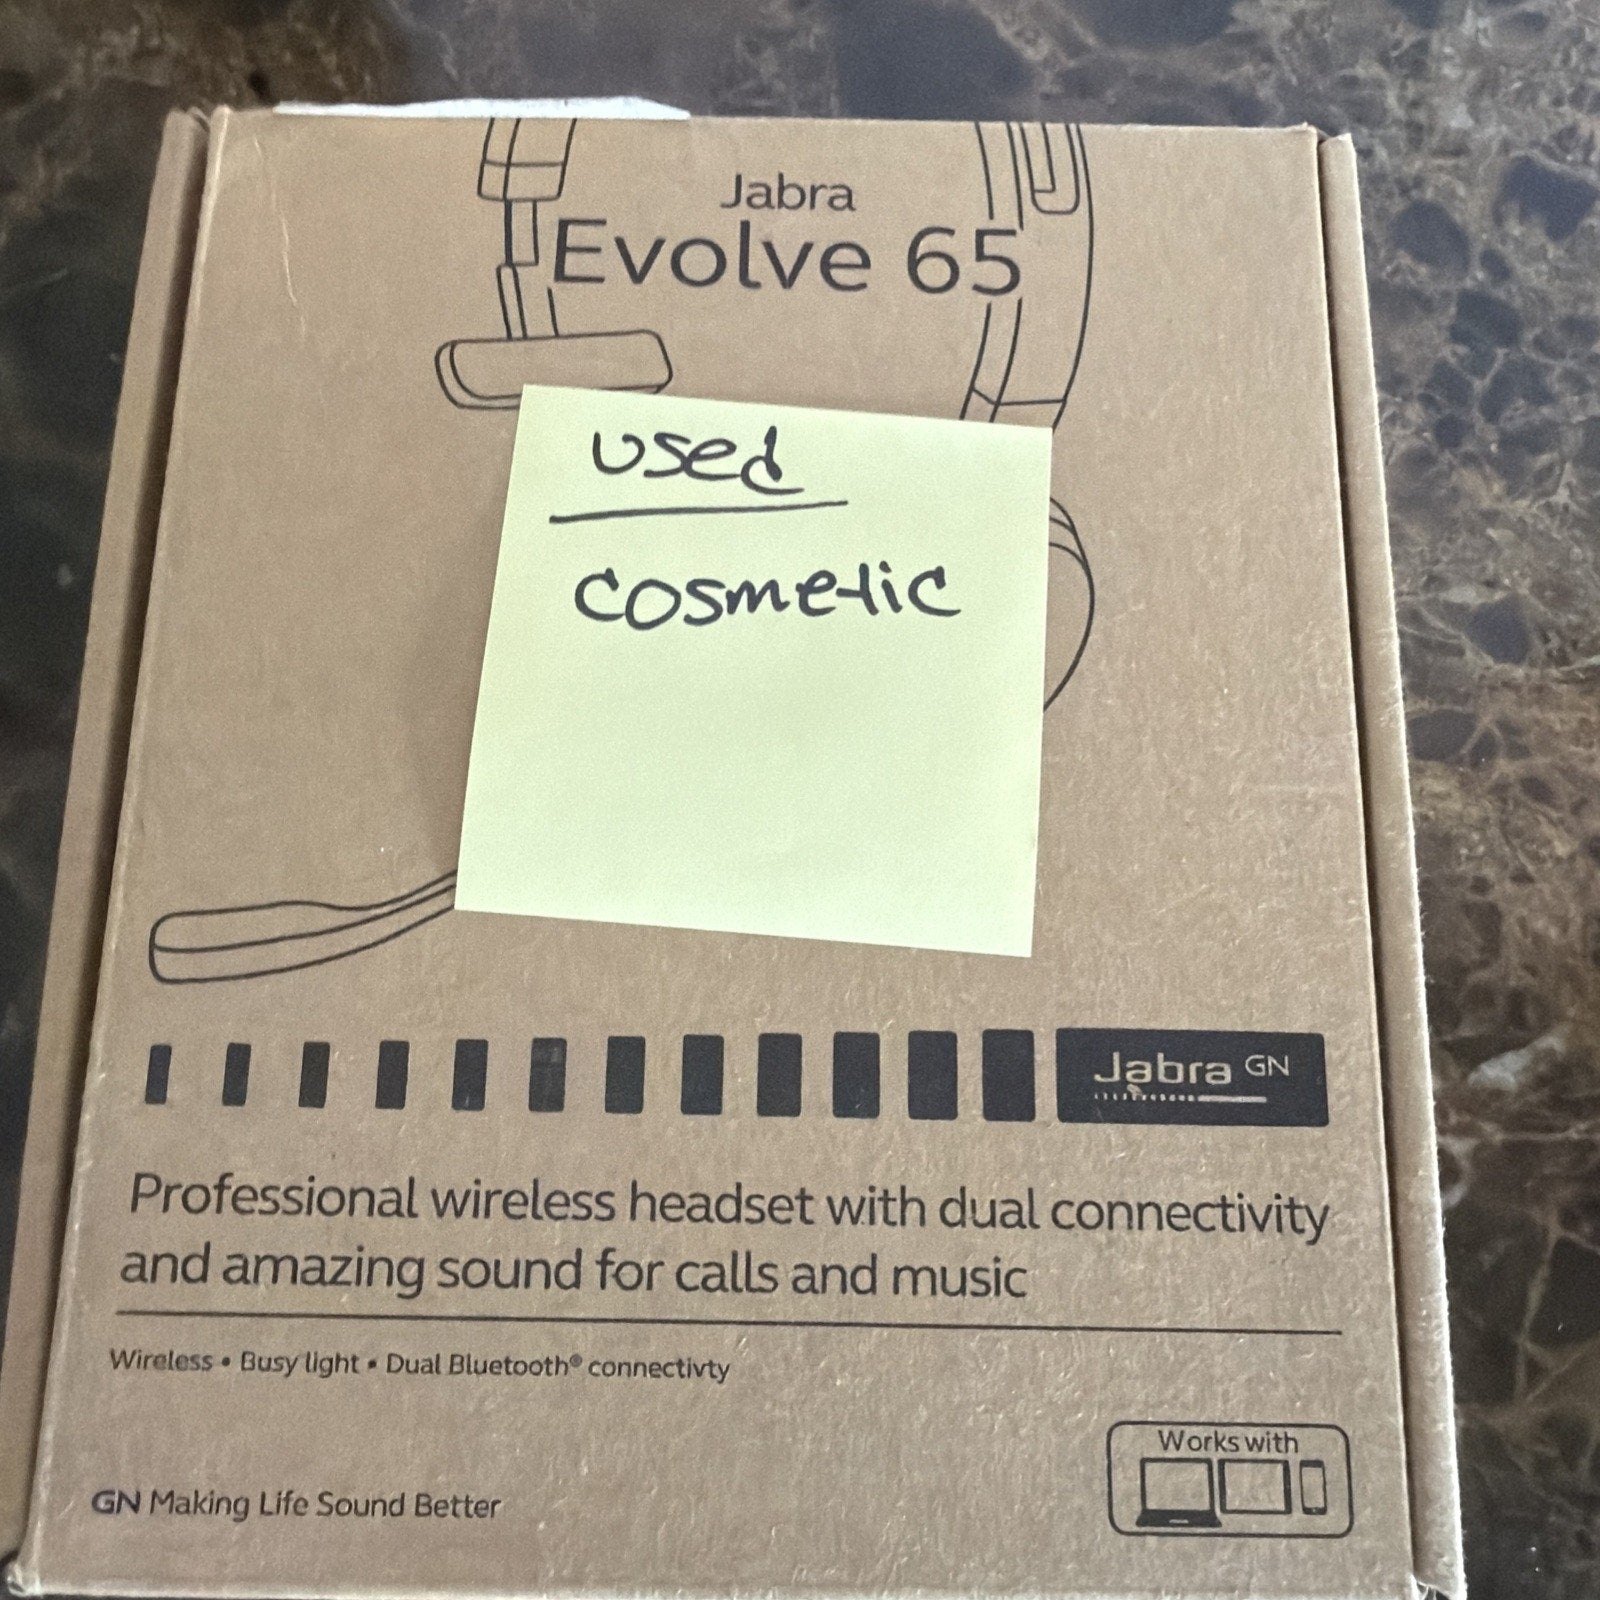 Jabra
Evolve 65
used
cosmetic
Jabra GN
Professional wireless headset with dual connectivity
and amazing sound for calls and music
Wireless • Busy light • Dual Bluetooth® connectivty
Works with
GN Making Life Sound Better